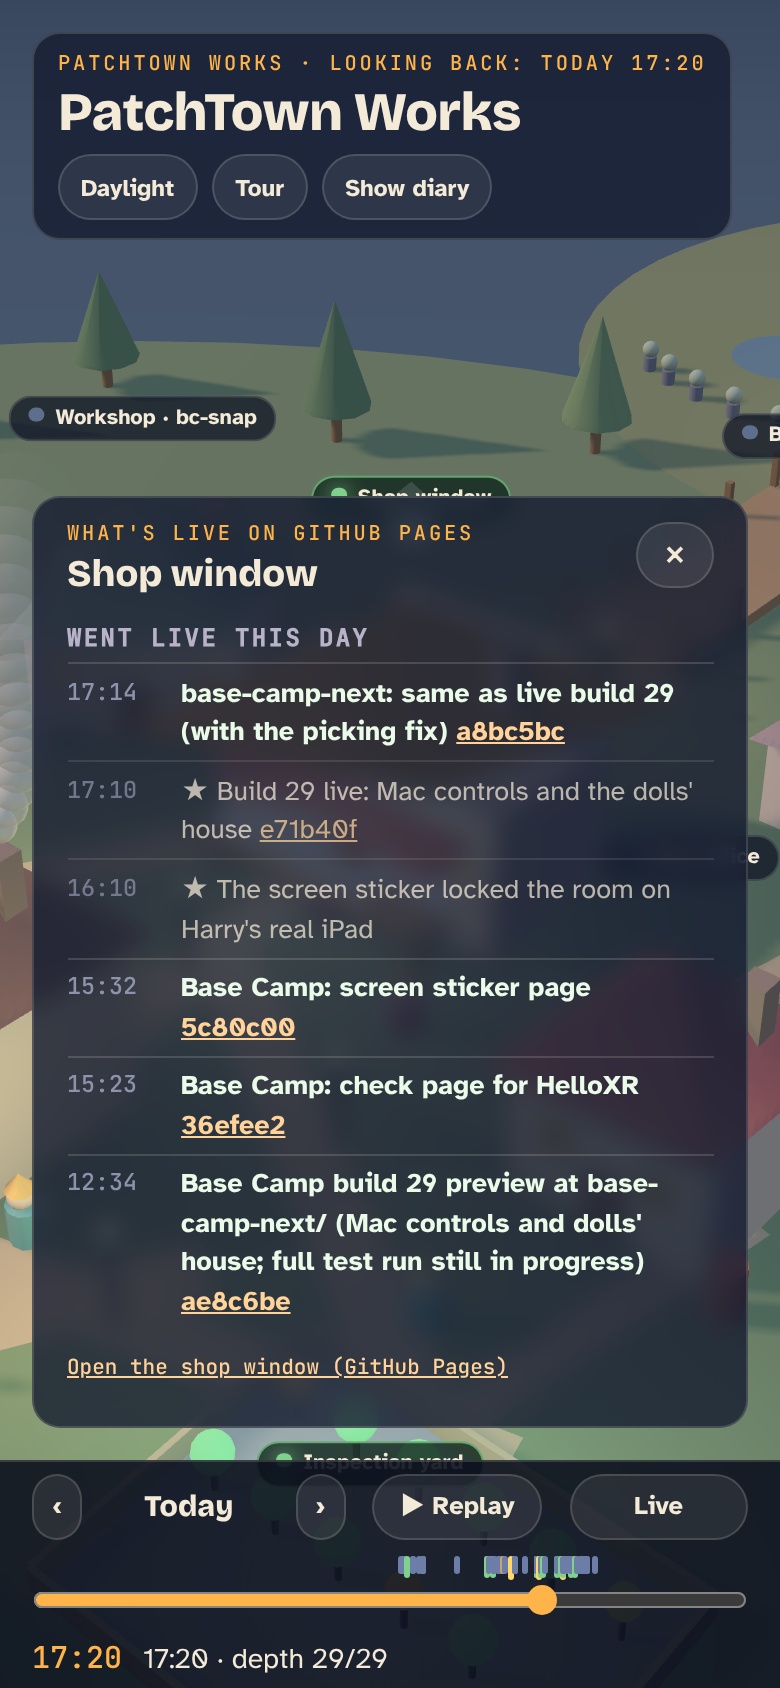 PATCHTOWN WORKS · LOOKING BACK: TODAY 17:20
PatchTown Works
Daylight
Tour
Show diary
Workshop · bc-snap
B
Shop window
WHAT'S LIVE ON GITHUB PAGES
Shop window
✕
WENT LIVE THIS DAY
17:14 base-camp-next: same as live build 29
(with the picking fix) a8bc5bc
17:10 ★ Build 29 live: Mac controls and the dolls'
house e71b40f
16:10 ★ The screen sticker locked the room on
Harry's real iPad
15:32 Base Camp: screen sticker page
5c80c00
15:23 Base Camp: check page for HelloXR
36efee2
12:34 Base Camp build 29 preview at base-
camp-next/ (Mac controls and dolls'
house; full test run still in progress)
ae8c6be
Open the shop window (GitHub Pages)
Inspection yard
‹ Today › ▶ Replay Live
17:20 17:20 · depth 29/29